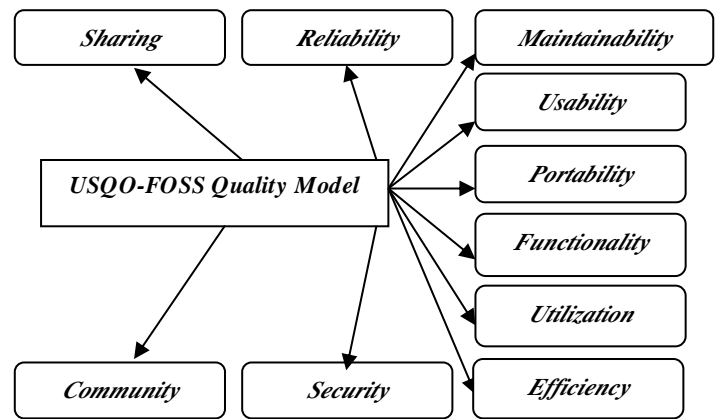 Sharing
Reliability
Maintainability
Usability
USQO-FOSS Quality Model
Portability
Functionality
Utilization
Community
Security
Efficiency